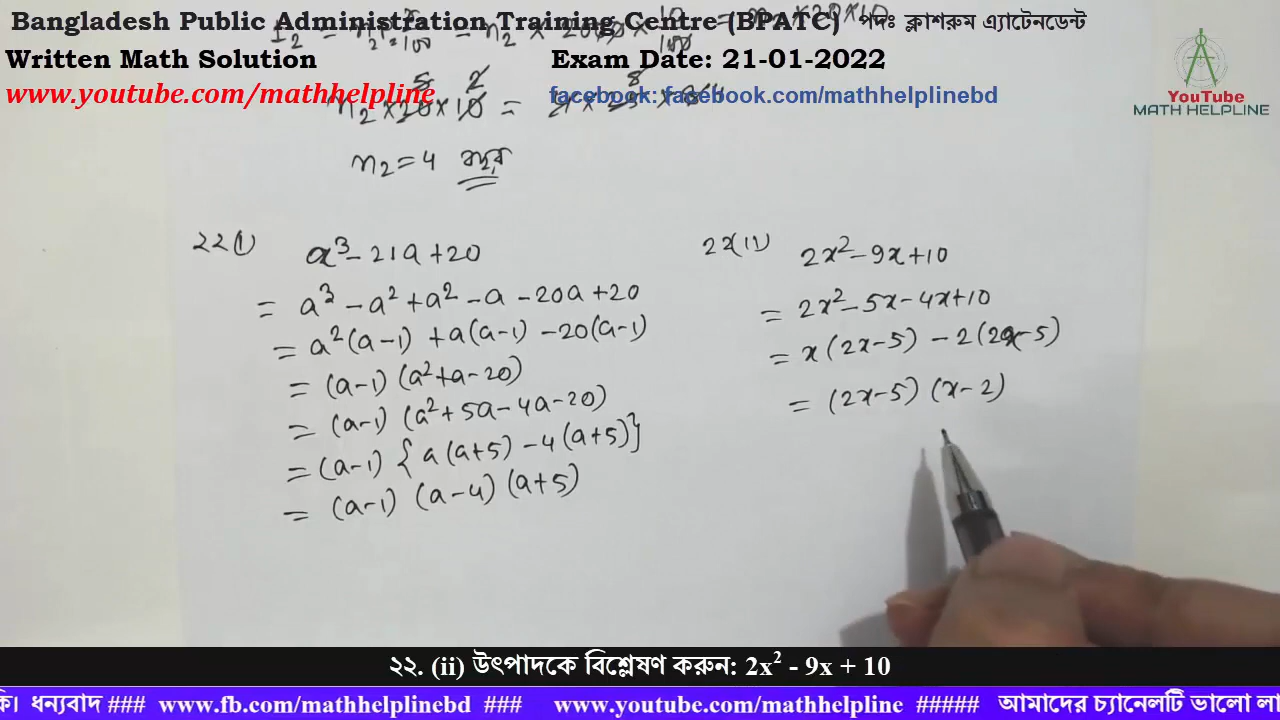 Bangladesh Public Administration Training Centre (BPATC) পদঃ ক্লাশরুম এ্যাটেনডেন্ট
Written Math Solution Exam Date: 21-01-2022
www.youtube.com/mathhelpline facebook: facebook.com/mathhelplinebd
YouTube
MATH HELPLINE
n₂ = 4 বছর
২২(i) a³ - 21a + 20
= a³ - a² + a² - a - 20a + 20
= a²(a-1) + a(a-1) - 20(a-1)
= (a-1) (a²+a-20)
= (a-1) (a²+5a-4a-20)
= (a-1) {a(a+5) - 4(a+5)}
= (a-1) (a-4) (a+5)
22(ii) 2x² - 9x + 10
= 2x² - 5x - 4x + 10
= x(2x-5) - 2(2x-5)
= (2x-5) (x-2)
২২. (ii) উৎপাদকে বিশ্লেষণ করুন: 2x² - 9x + 10
কি। ধন্যবাদ ### www.fb.com/mathhelplinebd ### www.youtube.com/mathhelpline ##### আমাদের চ্যানেলটি ভালো লা